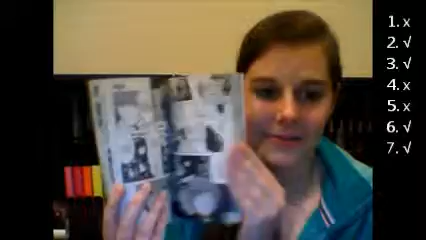 1. x
2. √
3. √
4. x
5. x
6. √
7. √